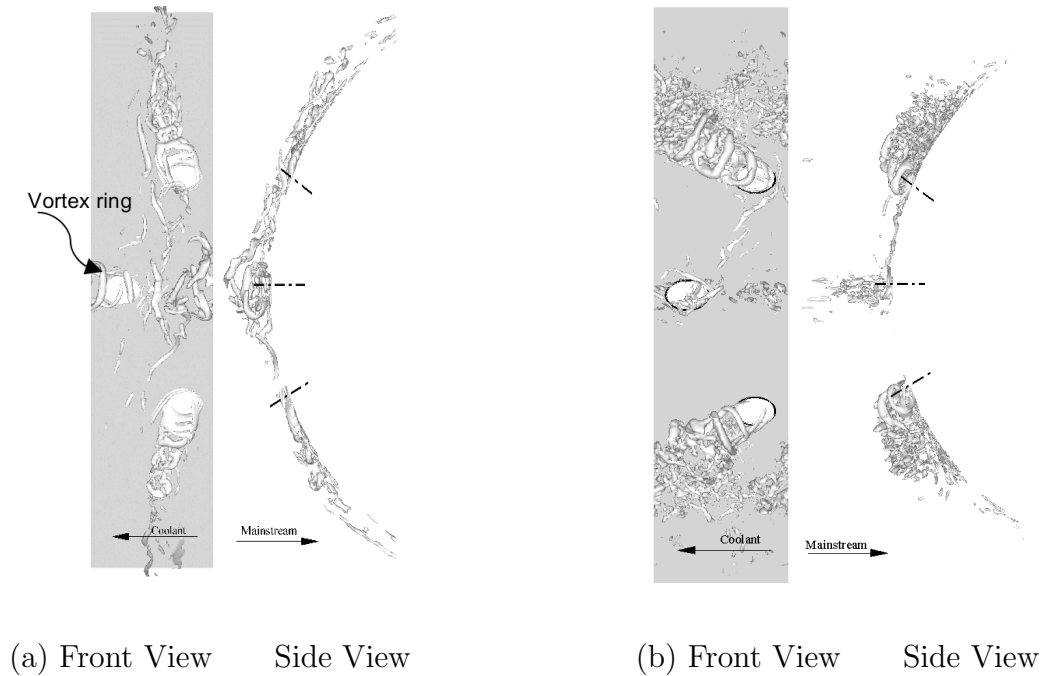 Vortex ring
Coolant
Mainstream
Coolant
Mainstream
(a) Front View Side View
(b) Front View Side View